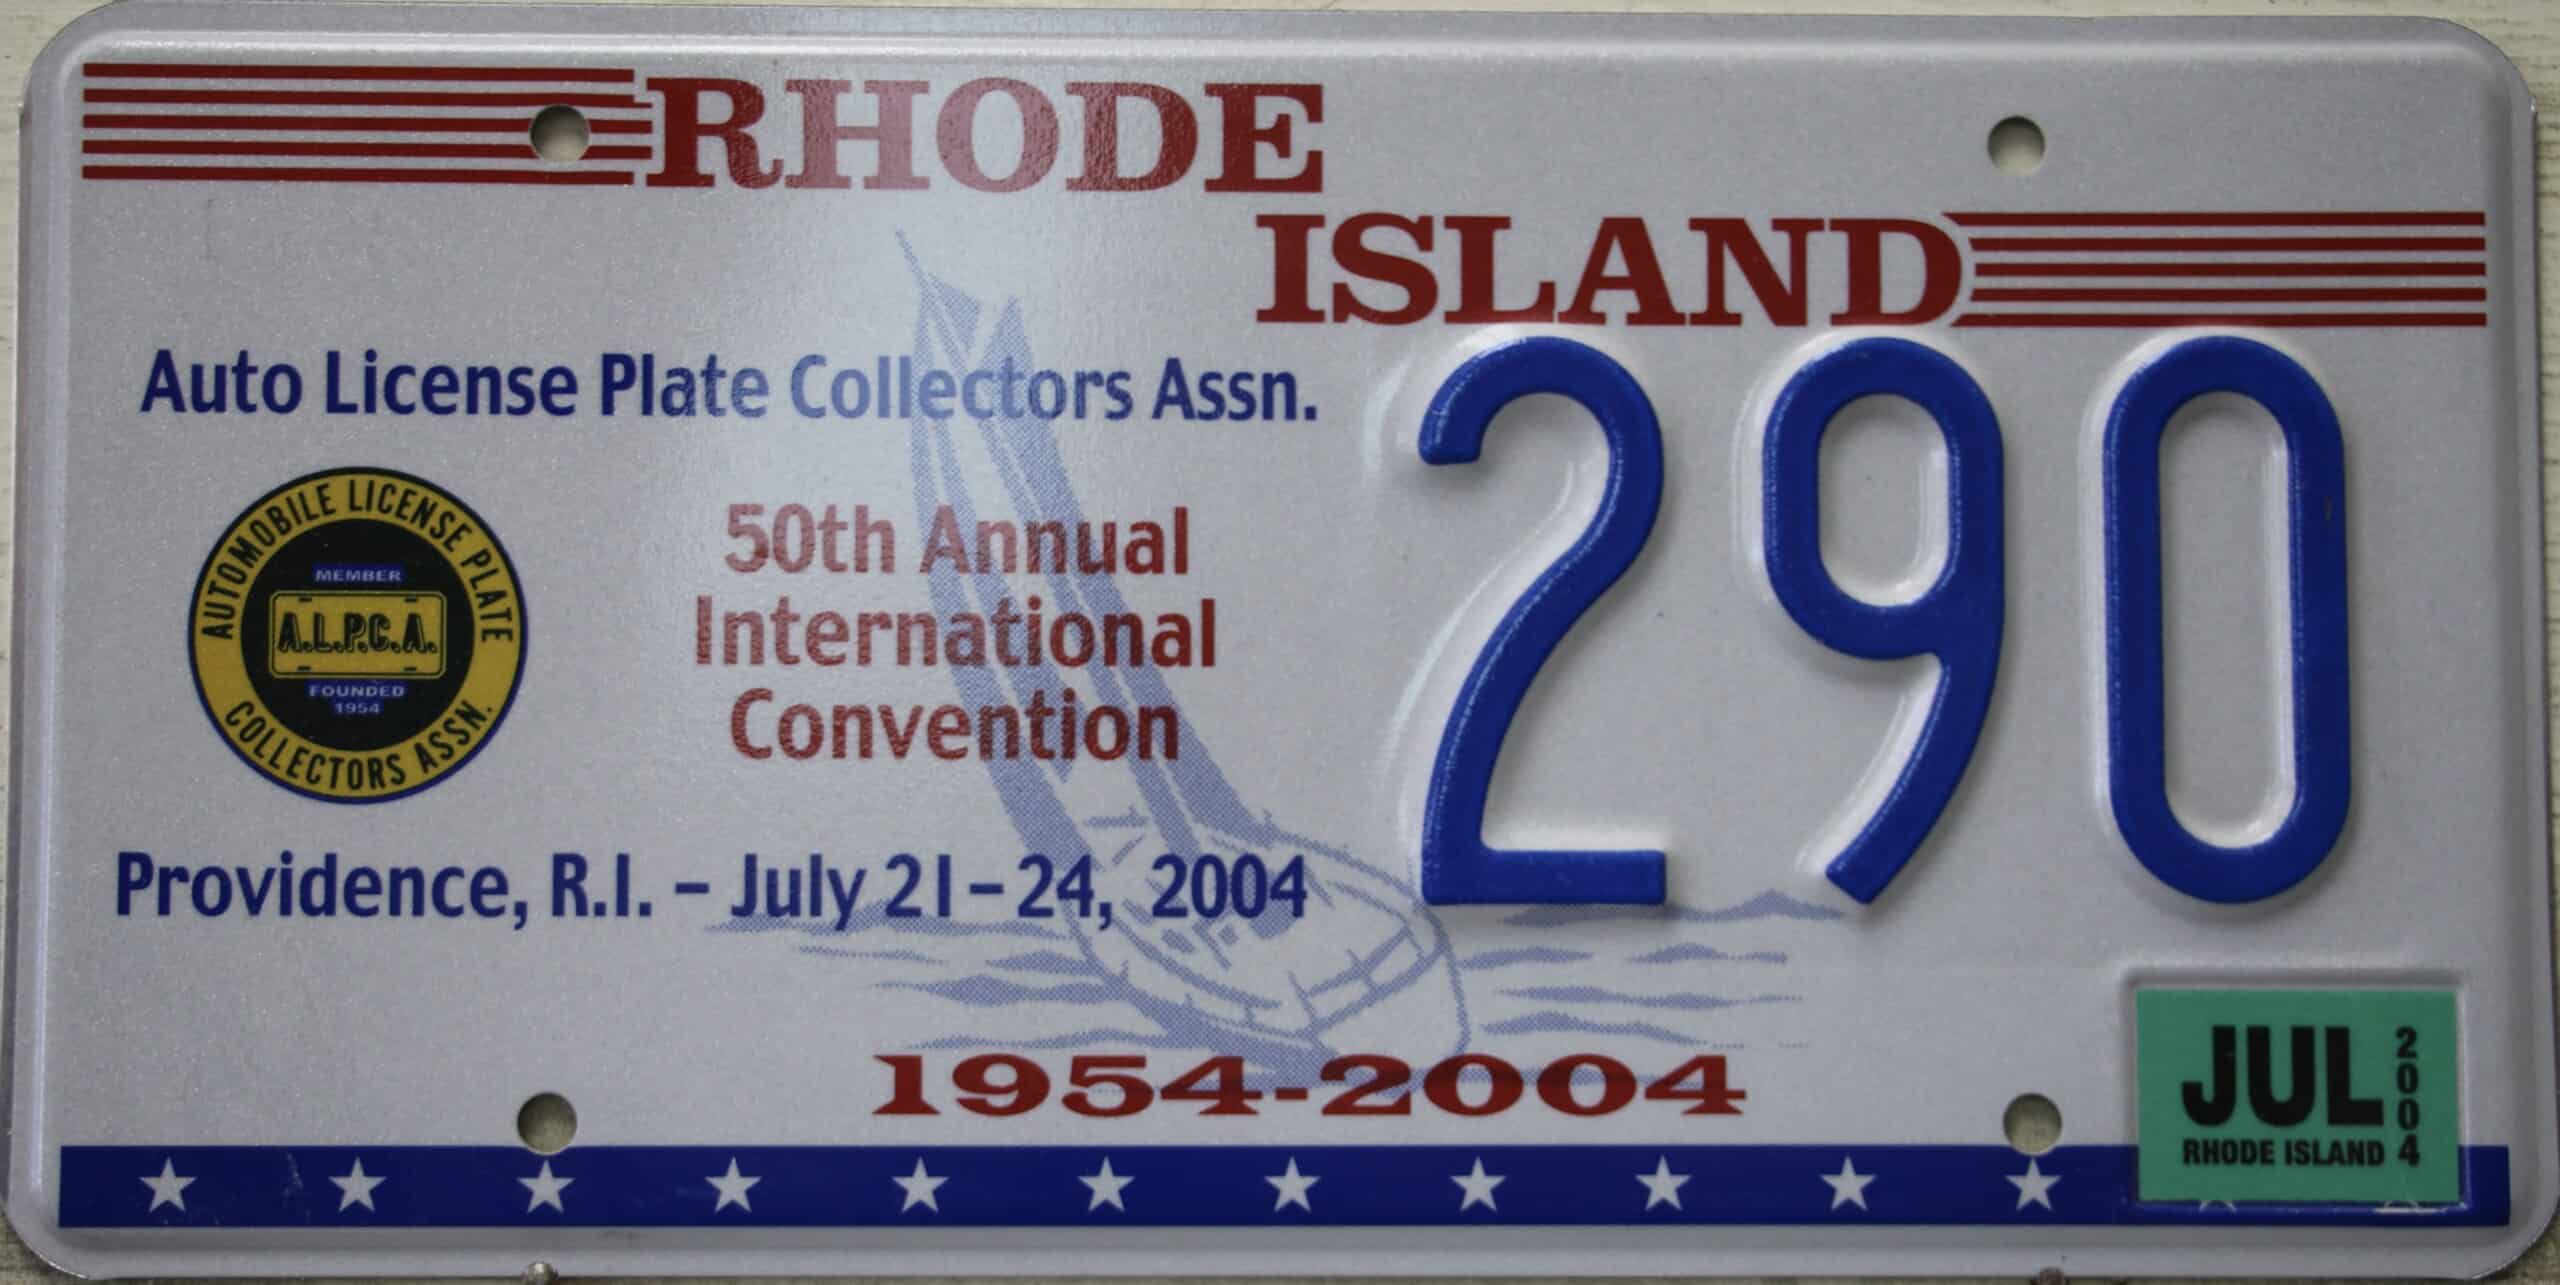 RHODE
ISLAND
Auto License Plate Collectors Assn.
290
AUTOMOBILE LICENSE PLATE
MEMBER
A.L.P.C.A.
FOUNDED
1954
COLLECTORS ASSN.
50th Annual
International
Convention
Providence, R.I. – July 21–24, 2004
1954-2004
JUL 2004
RHODE ISLAND